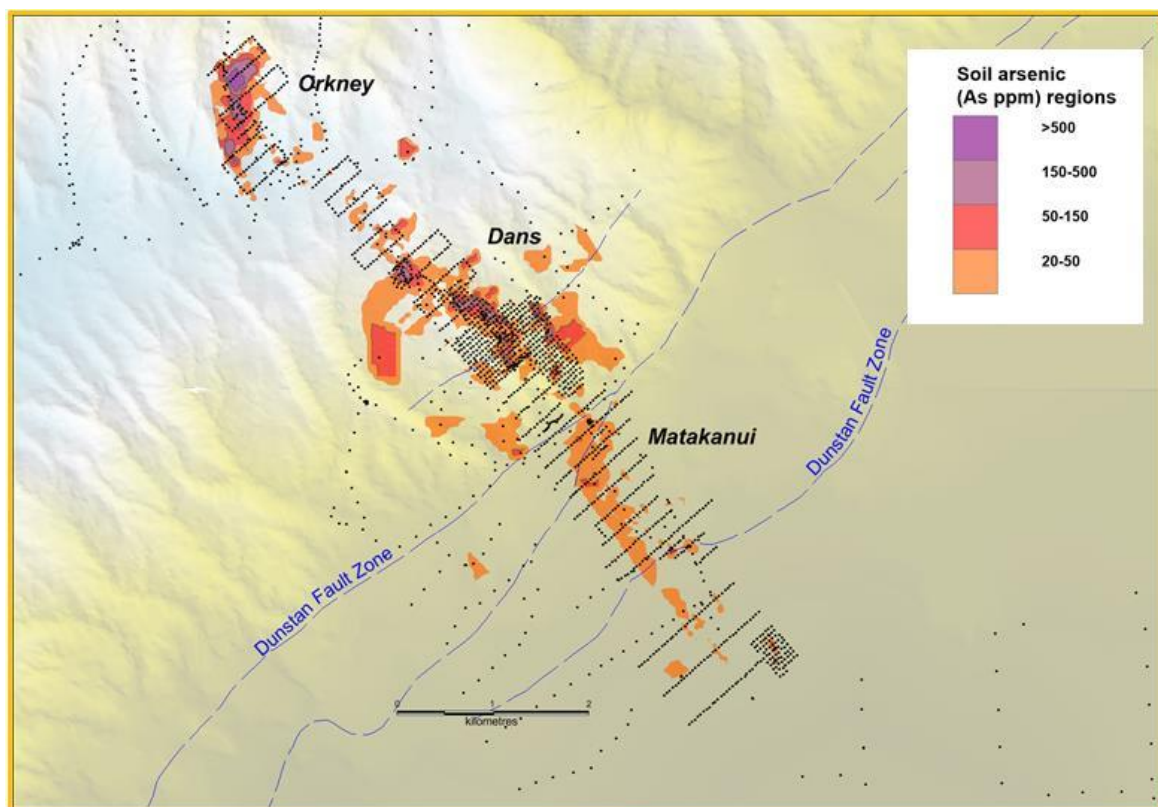 Orkney
Soil arsenic
(As ppm) regions
>500
150-500
50-150
20-50
Dans
Dunstan Fault Zone
Matakanui
Dunstan Fault Zone
0 1 2
kilometres